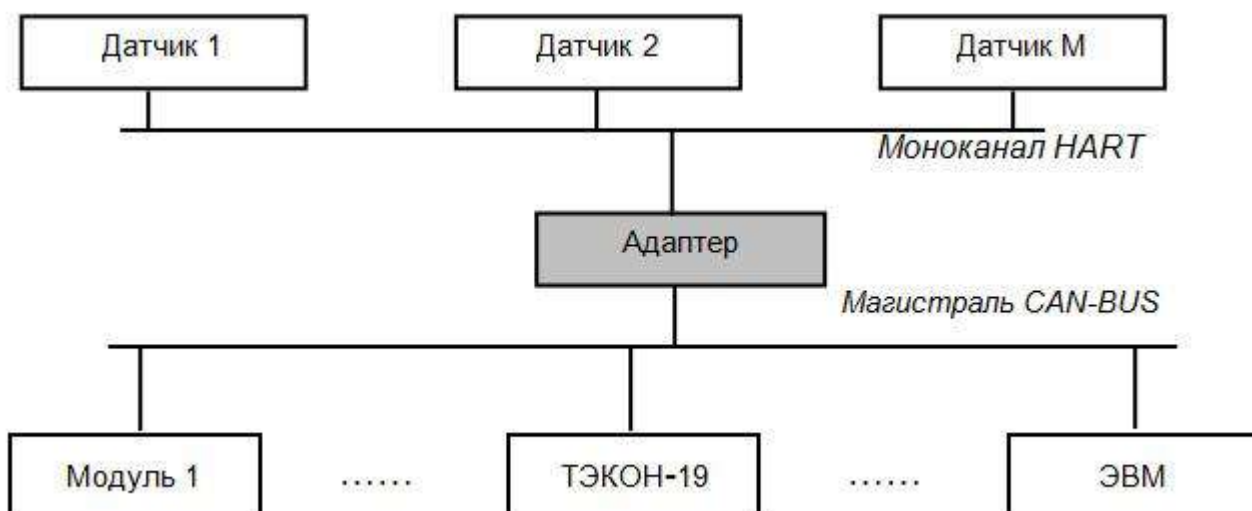 Датчик 1 Датчик 2 Датчик М
Моноканал HART
Адаптер
Магистраль CAN-BUS
Модуль 1 ...... ТЭКОН-19 ...... ЭВМ